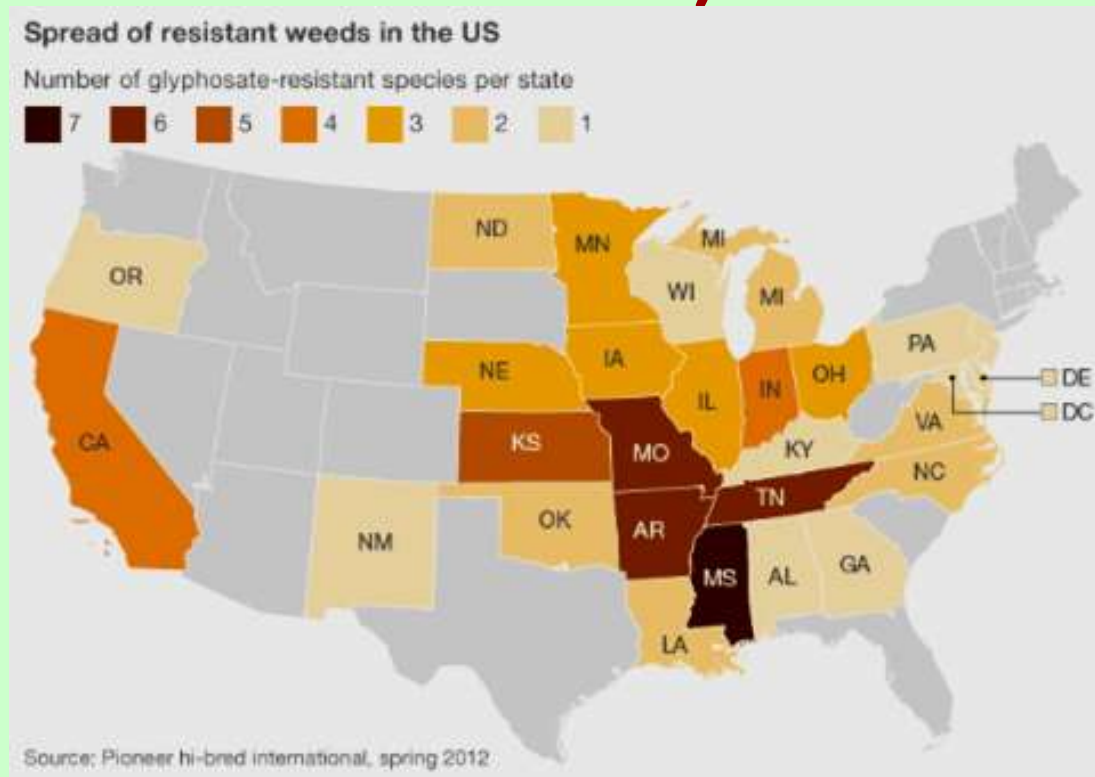 Spread of resistant weeds in the US
Number of glyphosate-resistant species per state
7 6 5 4 3 2 1
ND
MN
MI
OR
WI
MI
PA
NE
IA
OH
DE
IL
IN
DC
VA
CA
KS
MO
KY
NC
TN
OK
AR
NM
MS
AL
GA
LA
Source: Pioneer hi-bred international, spring 2012